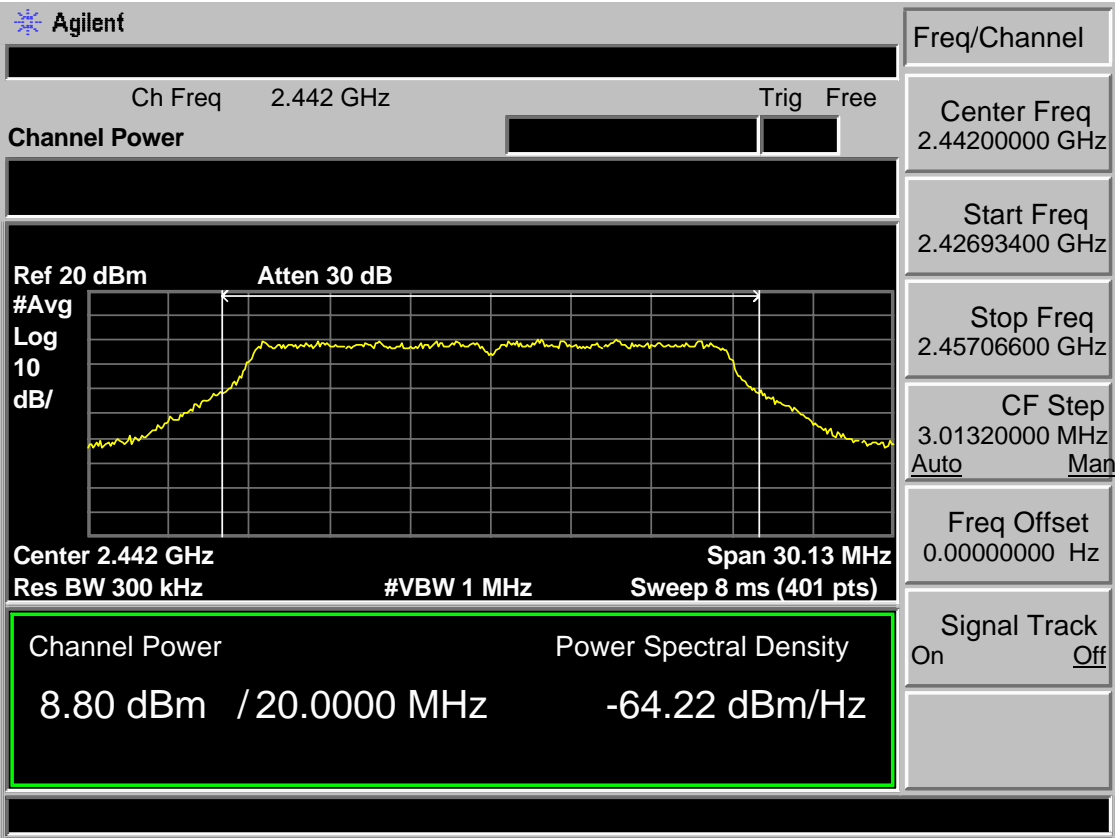 Agilent
Freq/Channel
Ch Freq 2.442 GHz Trig Free
Channel Power
Center Freq
2.44200000 GHz
Start Freq
2.42693400 GHz
Stop Freq
2.45706600 GHz
CF Step
3.01320000 MHz
Auto Man
Freq Offset
0.00000000 Hz
Signal Track
On Off
Ref 20 dBm Atten 30 dB
#Avg
Log
10
dB/
Center 2.442 GHz Span 30.13 MHz
Res BW 300 kHz #VBW 1 MHz Sweep 8 ms (401 pts)
Channel Power Power Spectral Density
8.80 dBm / 20.0000 MHz -64.22 dBm/Hz